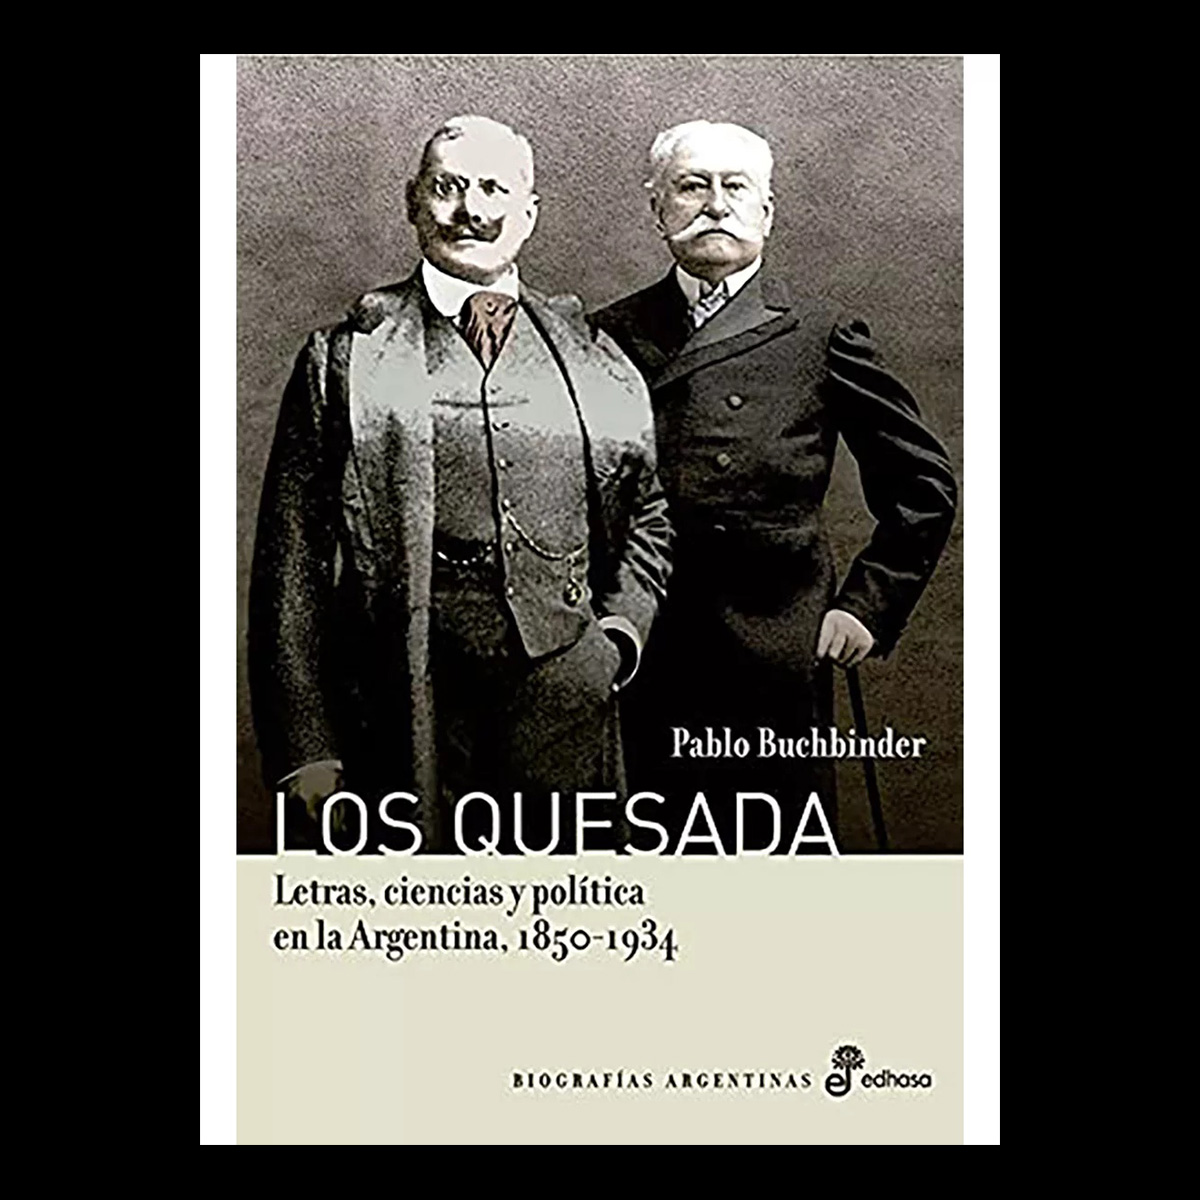 Pablo Buchbinder
LOS QUESADA
Letras, ciencias y política
en la Argentina, 1850-1934
BIOGRAFÍAS ARGENTINAS
edhasa